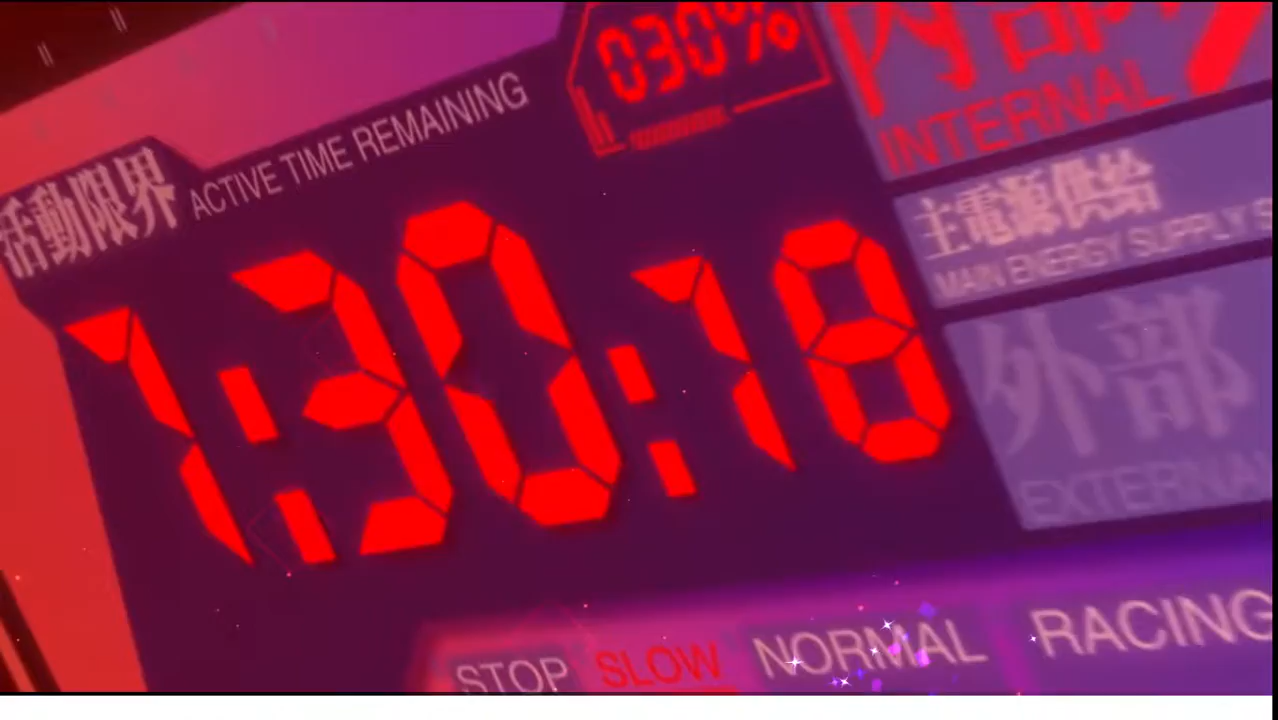 030%
内部
INTERNAL
活動限界
ACTIVE TIME REMAINING
主電源供給
MAIN ENERGY SUPPLY S
1:30:18
外部
EXTERNAL
STOP SLOW NORMAL RACING